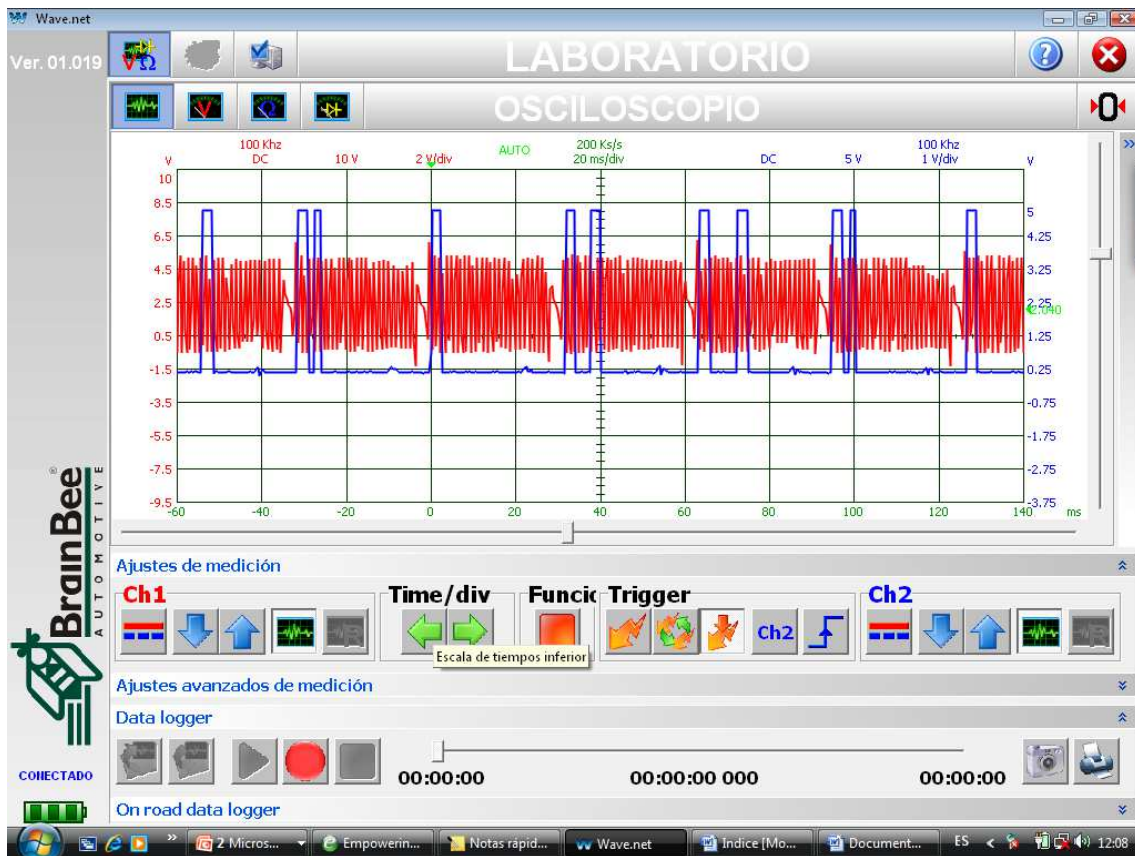 Wave.net
Ver. 01.019
LABORATORIO
OSCILOSCOPIO
100 Khz 200 Ks/s 100 Khz
V DC 10 V 2 V/div AUTO 20 ms/div DC 5 V 1 V/div V
10
8.5 5
6.5 4.25
4.5 3.25
2.5 2.25 2.040
0.5 1.25
-1.5 0.25
-3.5 -0.75
-5.5 -1.75
-7.5 -2.75
-9.5 -3.75
-60 -40 -20 0 20 40 60 80 100 120 140 ms
BrainBee ®
AUTOMOTIVE
Ajustes de medición
Ch1 Time/div Funcic Trigger Ch2
Ch2
Escala de tiempos inferior
Ajustes avanzados de medición
Data logger
00:00:00 00:00:00 000 00:00:00
CONECTADO
On road data logger
2 Micros... Empowerin... Notas rápid... Wave.net Indice [Mo... Document... ES 12:08